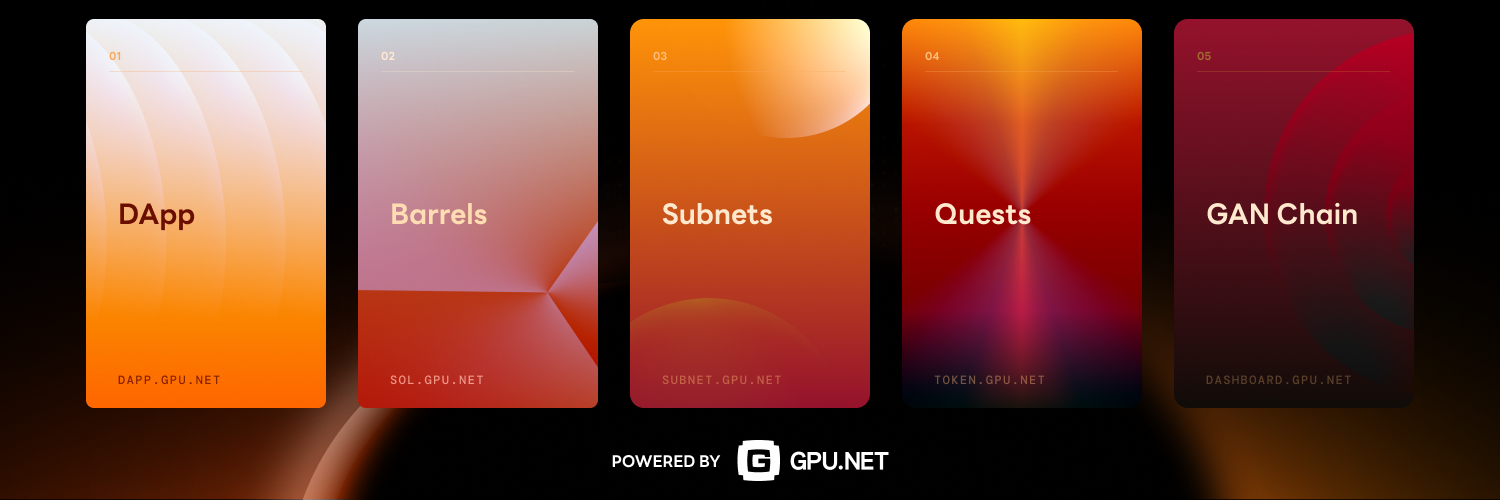 01
DApp
DAPP.GPU.NET
02
Barrels
SOL.GPU.NET
03
Subnets
SUBNET.GPU.NET
04
Quests
TOKEN.GPU.NET
05
GAN Chain
DASHBOARD.GPU.NET
POWERED BY G GPU.NET